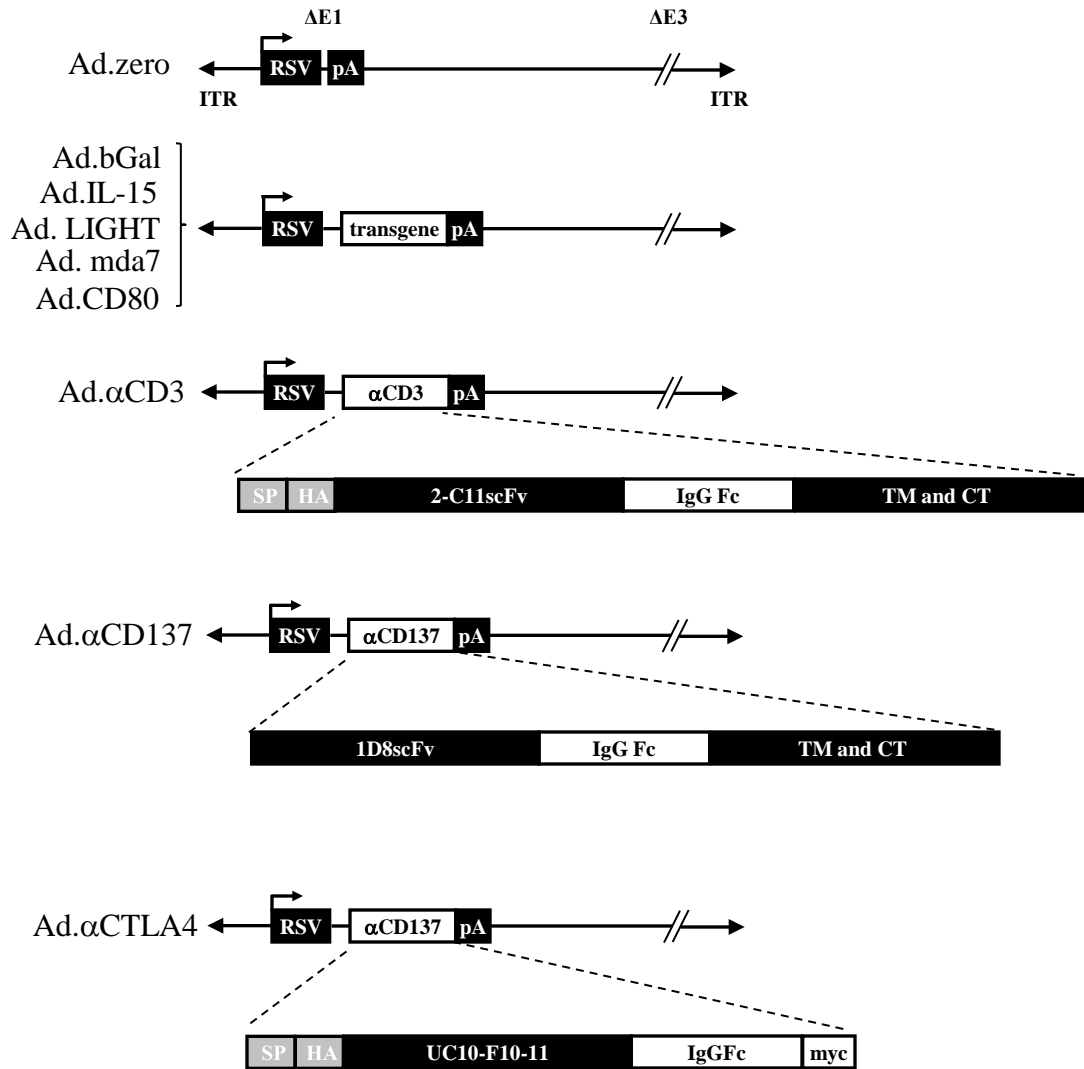 ΔE1 ΔE3
Ad.zero RSV pA
ITR ITR
Ad.bGal
Ad.IL-15
Ad. LIGHT RSV transgene pA
Ad. mda7
Ad.CD80
Ad.αCD3 RSV αCD3 pA
SP HA 2-C11scFv IgG Fc TM and CT
Ad.αCD137 RSV αCD137 pA
1D8scFv IgG Fc TM and CT
Ad.αCTLA4 RSV αCD137 pA
SP HA UC10-F10-11 IgGFc myc